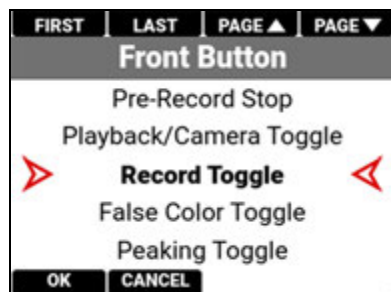 FIRST LAST PAGE▲ PAGE▼
Front Button
Pre-Record Stop
Playback/Camera Toggle
Record Toggle
False Color Toggle
Peaking Toggle
OK CANCEL